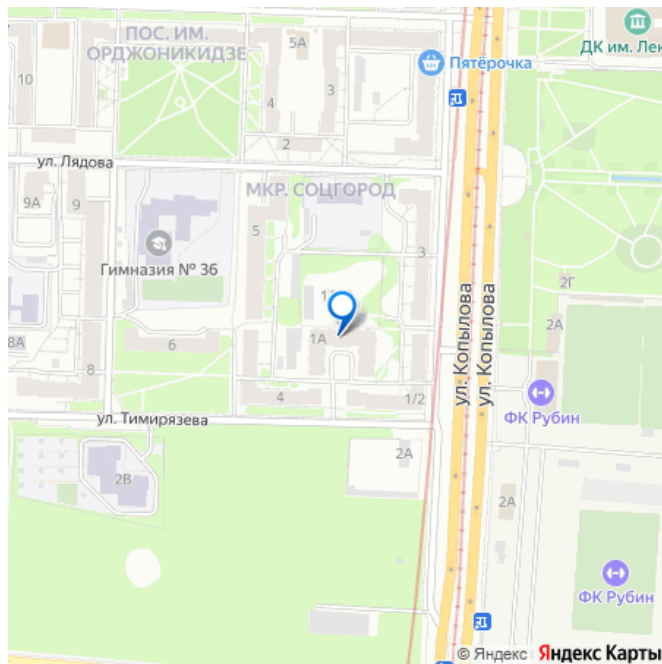 ПОС. ИМ.
ОРДЖОНИКИДЗЕ
5А
ДК им. Лен
Пятёрочка
10
4
3
2
ул. Лядова
МКР. СОЦГОРОД
9А
9
5
3
Гимназия № 36
2Г
2А
1А
6
8А
8
ул. Копылова
ул. Копылова
4
1/2
ФК Рубин
ул. Тимирязева
2А
2В
2А
ФК Рубин
© Яндекс Яндекс Карты